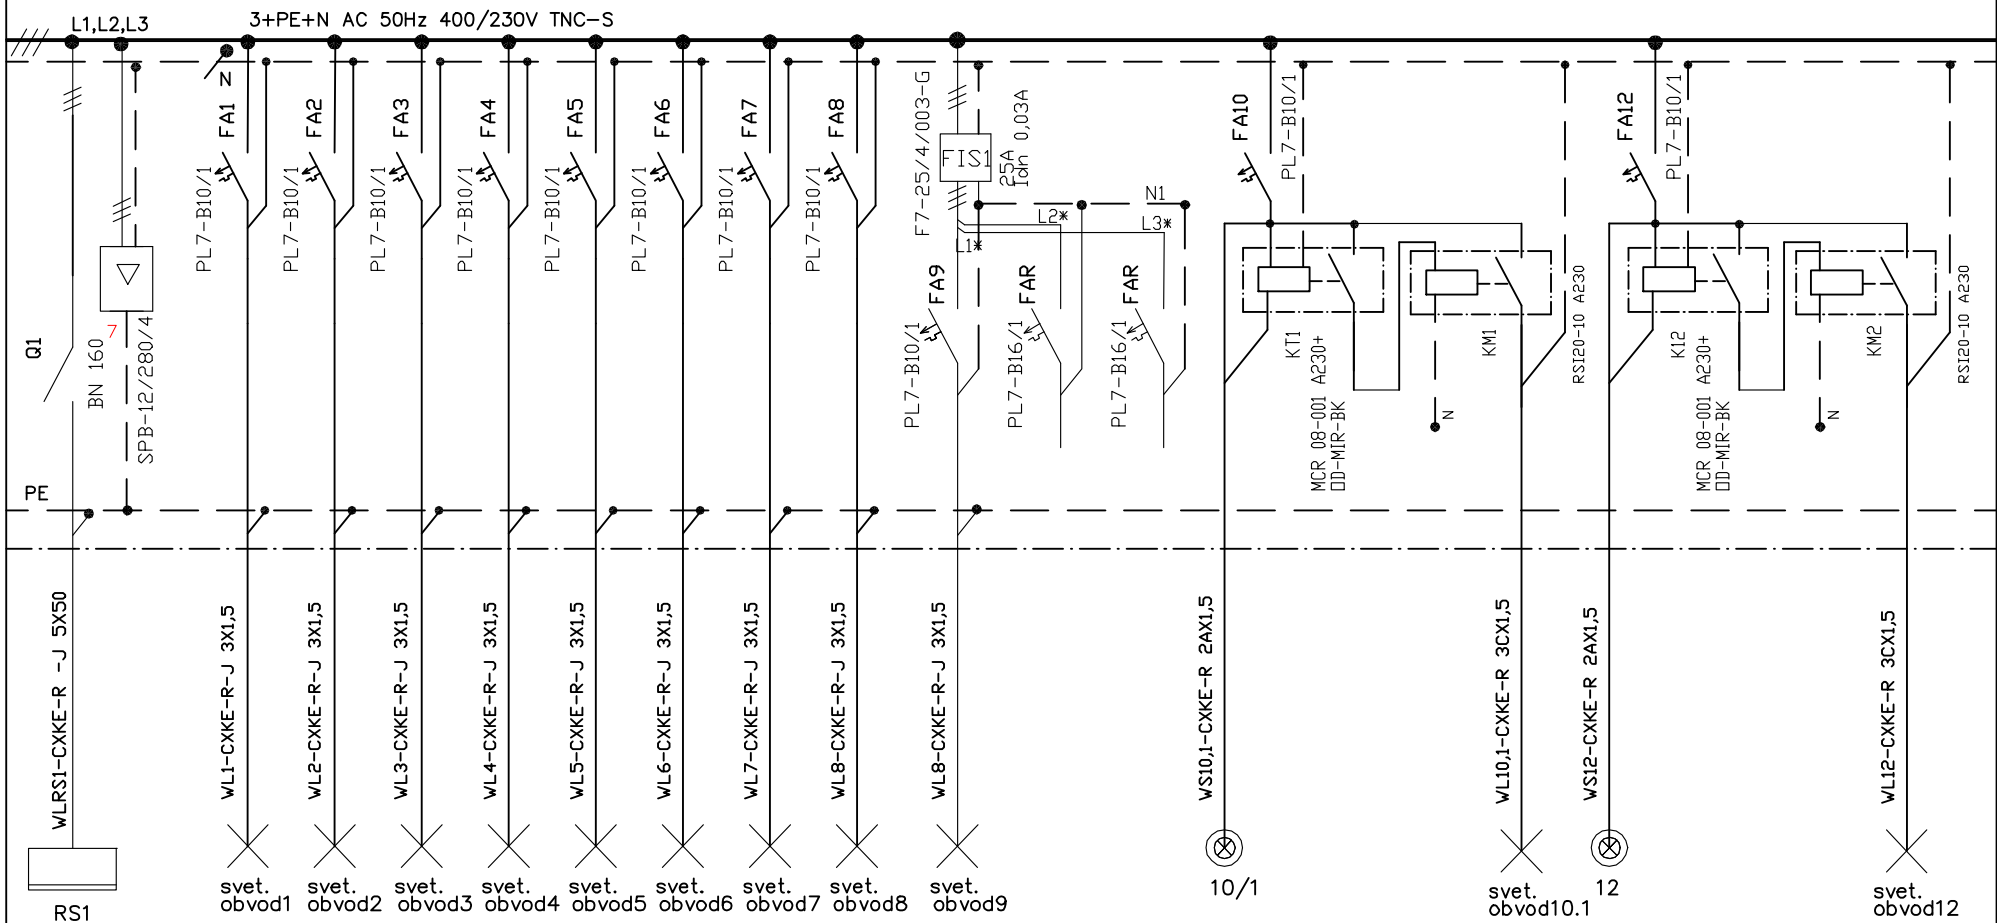 L1,L2,L3
3+PE+N AC 50Hz 400/230V TNC-S
N
FA1
FA2
FA3
FA4
FA5
FA6
FA7
FA8
F7-25/4/003-G
FIS1
25A
Idn 0,03A
FA10
PL7-B10/1
FA12
PL7-B10/1
PL7-B10/1
PL7-B10/1
PL7-B10/1
PL7-B10/1
PL7-B10/1
PL7-B10/1
PL7-B10/1
PL7-B10/1
N1
L1*
L2*
L3*
FA9
FAR
FAR
PL7-B10/1
PL7-B16/1
PL7-B16/1
Q1
BN 160
7
SPB-12/280/4
KT1
MCR 08-001 A230+
OD-MIR-BK
KM1
N
RSI20-10 A230
K12
MCR 08-001 A230+
OD-MIR-BK
KM2
N
RSI20-10 A230
PE
WLRS1-CXKE-R -J 5X50
WL1-CXKE-R-J 3X1,5
WL2-CXKE-R-J 3X1,5
WL3-CXKE-R-J 3X1,5
WL4-CXKE-R-J 3X1,5
WL5-CXKE-R-J 3X1,5
WL6-CXKE-R-J 3X1,5
WL7-CXKE-R-J 3X1,5
WL8-CXKE-R-J 3X1,5
WL8-CXKE-R-J 3X1,5
WS10,1-CXKE-R 2AX1,5
WL10,1-CXKE-R 3CX1,5
WS12-CXKE-R 2AX1,5
WL12-CXKE-R 3CX1,5
RS1
svet.
obvod1
svet.
obvod2
svet.
obvod3
svet.
obvod4
svet.
obvod5
svet.
obvod6
svet.
obvod7
svet.
obvod8
svet.
obvod9
10/1
svet.
obvod10.1
12
svet.
obvod12